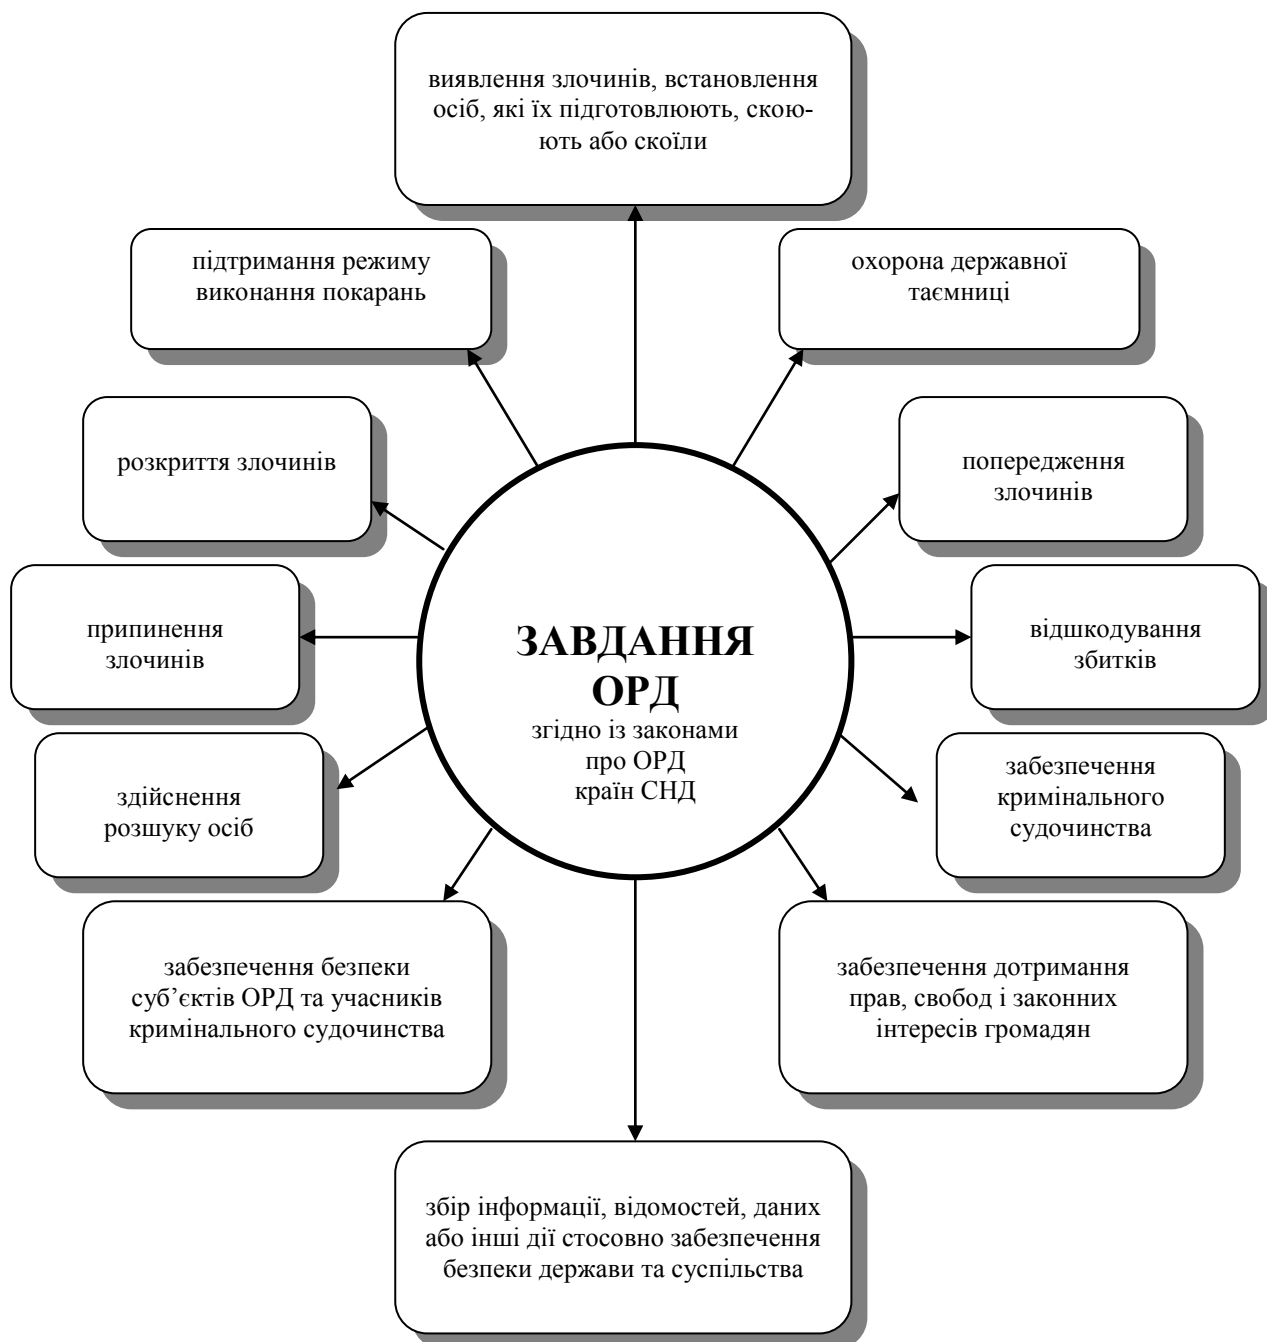 виявлення злочинів, встановлення
осіб, які їх підготовлюють, скою-
ють або скоїли
підтримання режиму
виконання покарань
охорона державної
таємниці
розкриття злочинів
попередження
злочинів
припинення
злочинів
ЗАВДАННЯ
ОРД
згідно із законами
про ОРД
країн СНД
відшкодування
збитків
здійснення
розшуку осіб
забезпечення
кримінального
судочинства
забезпечення безпеки
суб’єктів ОРД та учасників
кримінального судочинства
забезпечення дотримання
прав, свобод і законних
інтересів громадян
збір інформації, відомостей, даних
або інші дії стосовно забезпечення
безпеки держави та суспільства